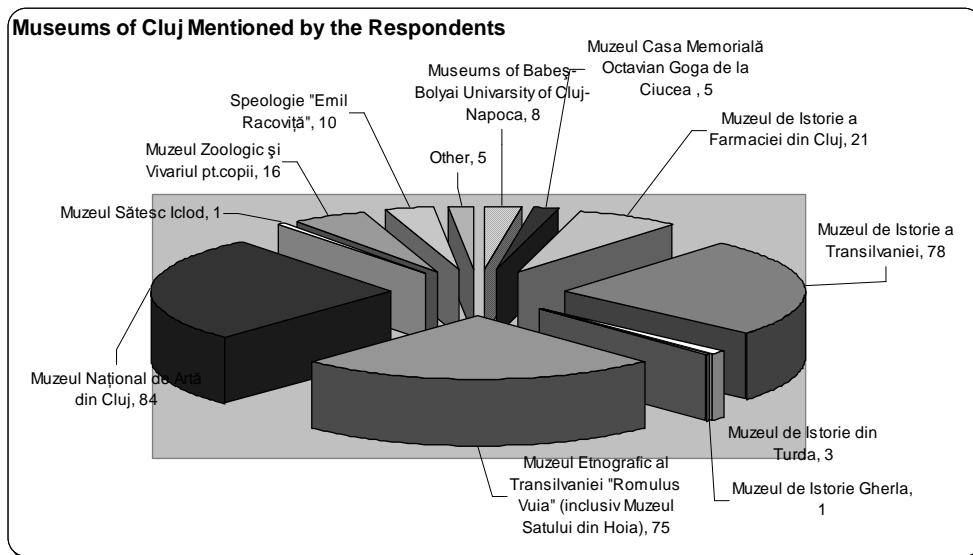 Museums of Cluj Mentioned by the Respondents
Muzeul Casa Memorială
Octavian Goga de la
Ciucea , 5
Museums of Babeş-
Bolyai Univarsity of Cluj-
Napoca, 8
Speologie "Emil
Racoviță", 10
Muzeul de Istorie a
Farmaciei din Cluj, 21
Muzeul Zoologic şi
Vivariul pt.copii, 16
Other, 5
Muzeul Sătesc Iclod, 1
Muzeul de Istorie a
Transilvaniei, 78
Muzeul Național de Artă
din Cluj, 84
Muzeul de Istorie din
Turda, 3
Muzeul Etnografic al
Transilvaniei "Romulus
Vuia" (inclusiv Muzeul
Satului din Hoia), 75
Muzeul de Istorie Gherla,
1